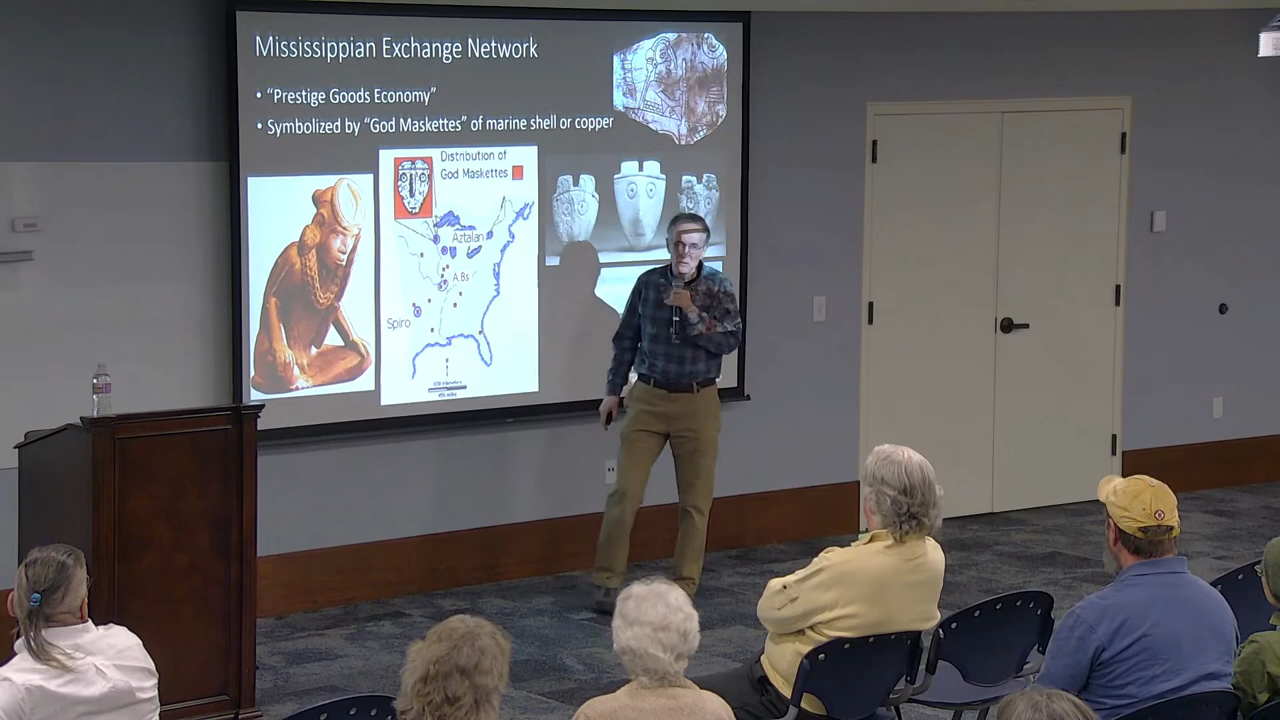 Mississippian Exchange Network
• “Prestige Goods Economy”
• Symbolized by “God Maskettes” of marine shell or copper
Distribution of
God Maskettes
Aztalan
A.Bs
Spiro